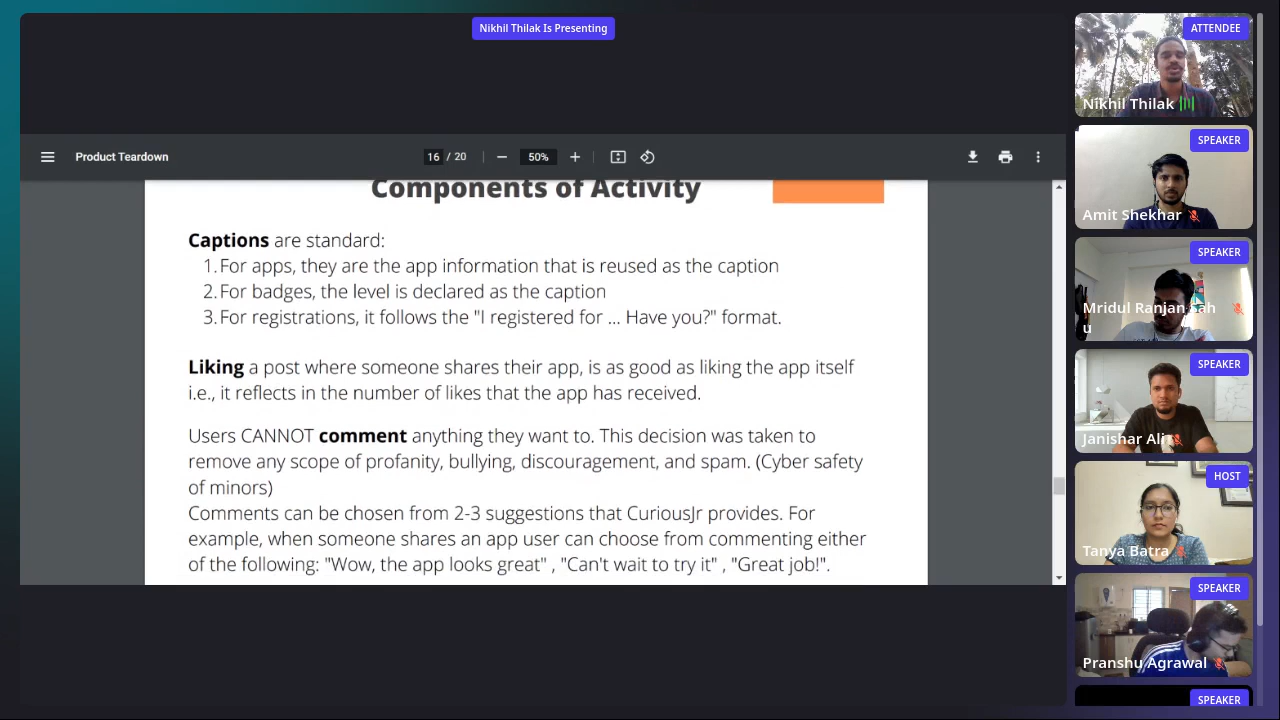 Nikhil Thilak Is Presenting
Product Teardown
16 / 20
50%
Components of Activity
Captions are standard:
1. For apps, they are the app information that is reused as the caption
2. For badges, the level is declared as the caption
3. For registrations, it follows the "I registered for ... Have you?" format.
Liking a post where someone shares their app, is as good as liking the app itself
i.e., it reflects in the number of likes that the app has received.
Users CANNOT comment anything they want to. This decision was taken to
remove any scope of profanity, bullying, discouragement, and spam. (Cyber safety
of minors)
Comments can be chosen from 2-3 suggestions that CuriousJr provides. For
example, when someone shares an app user can choose from commenting either
of the following: "Wow, the app looks great" , "Can't wait to try it" , "Great job!".
ATTENDEE
Nikhil Thilak
SPEAKER
Amit Shekhar
SPEAKER
Mridul Ranjan Sah
u
SPEAKER
Janishar Ali
HOST
Tanya Batra
SPEAKER
Pranshu Agrawal
SPEAKER